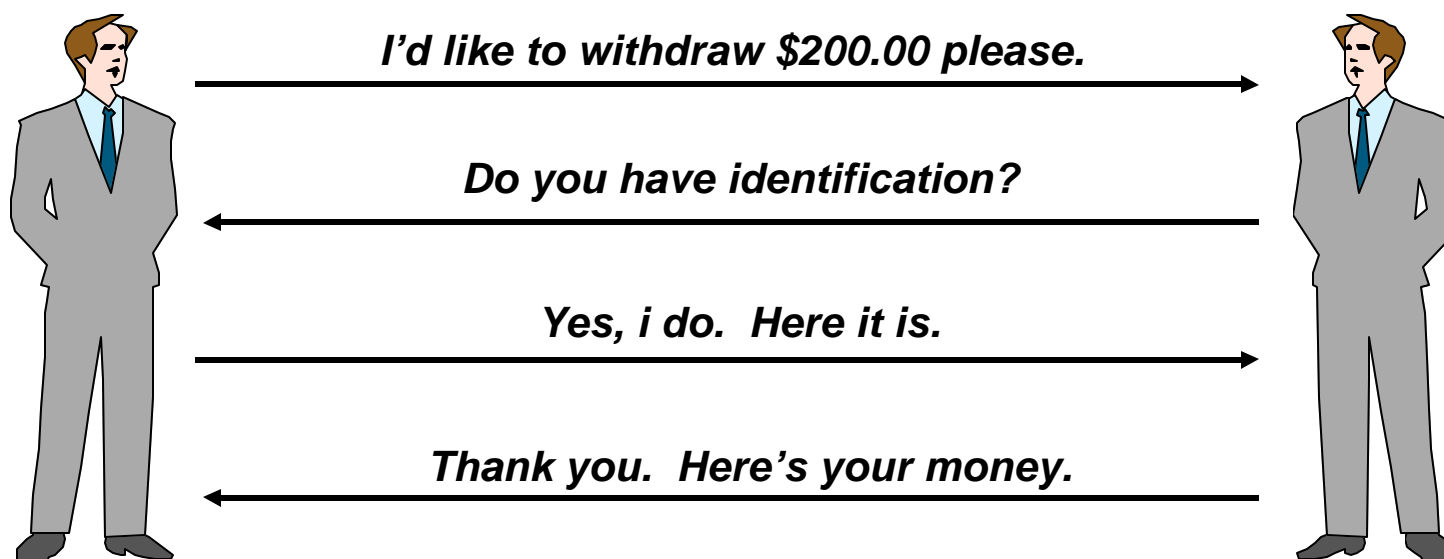 I’d like to withdraw $200.00 please.
Do you have identification?
Yes, i do.  Here it is.
Thank you.  Here’s your money.